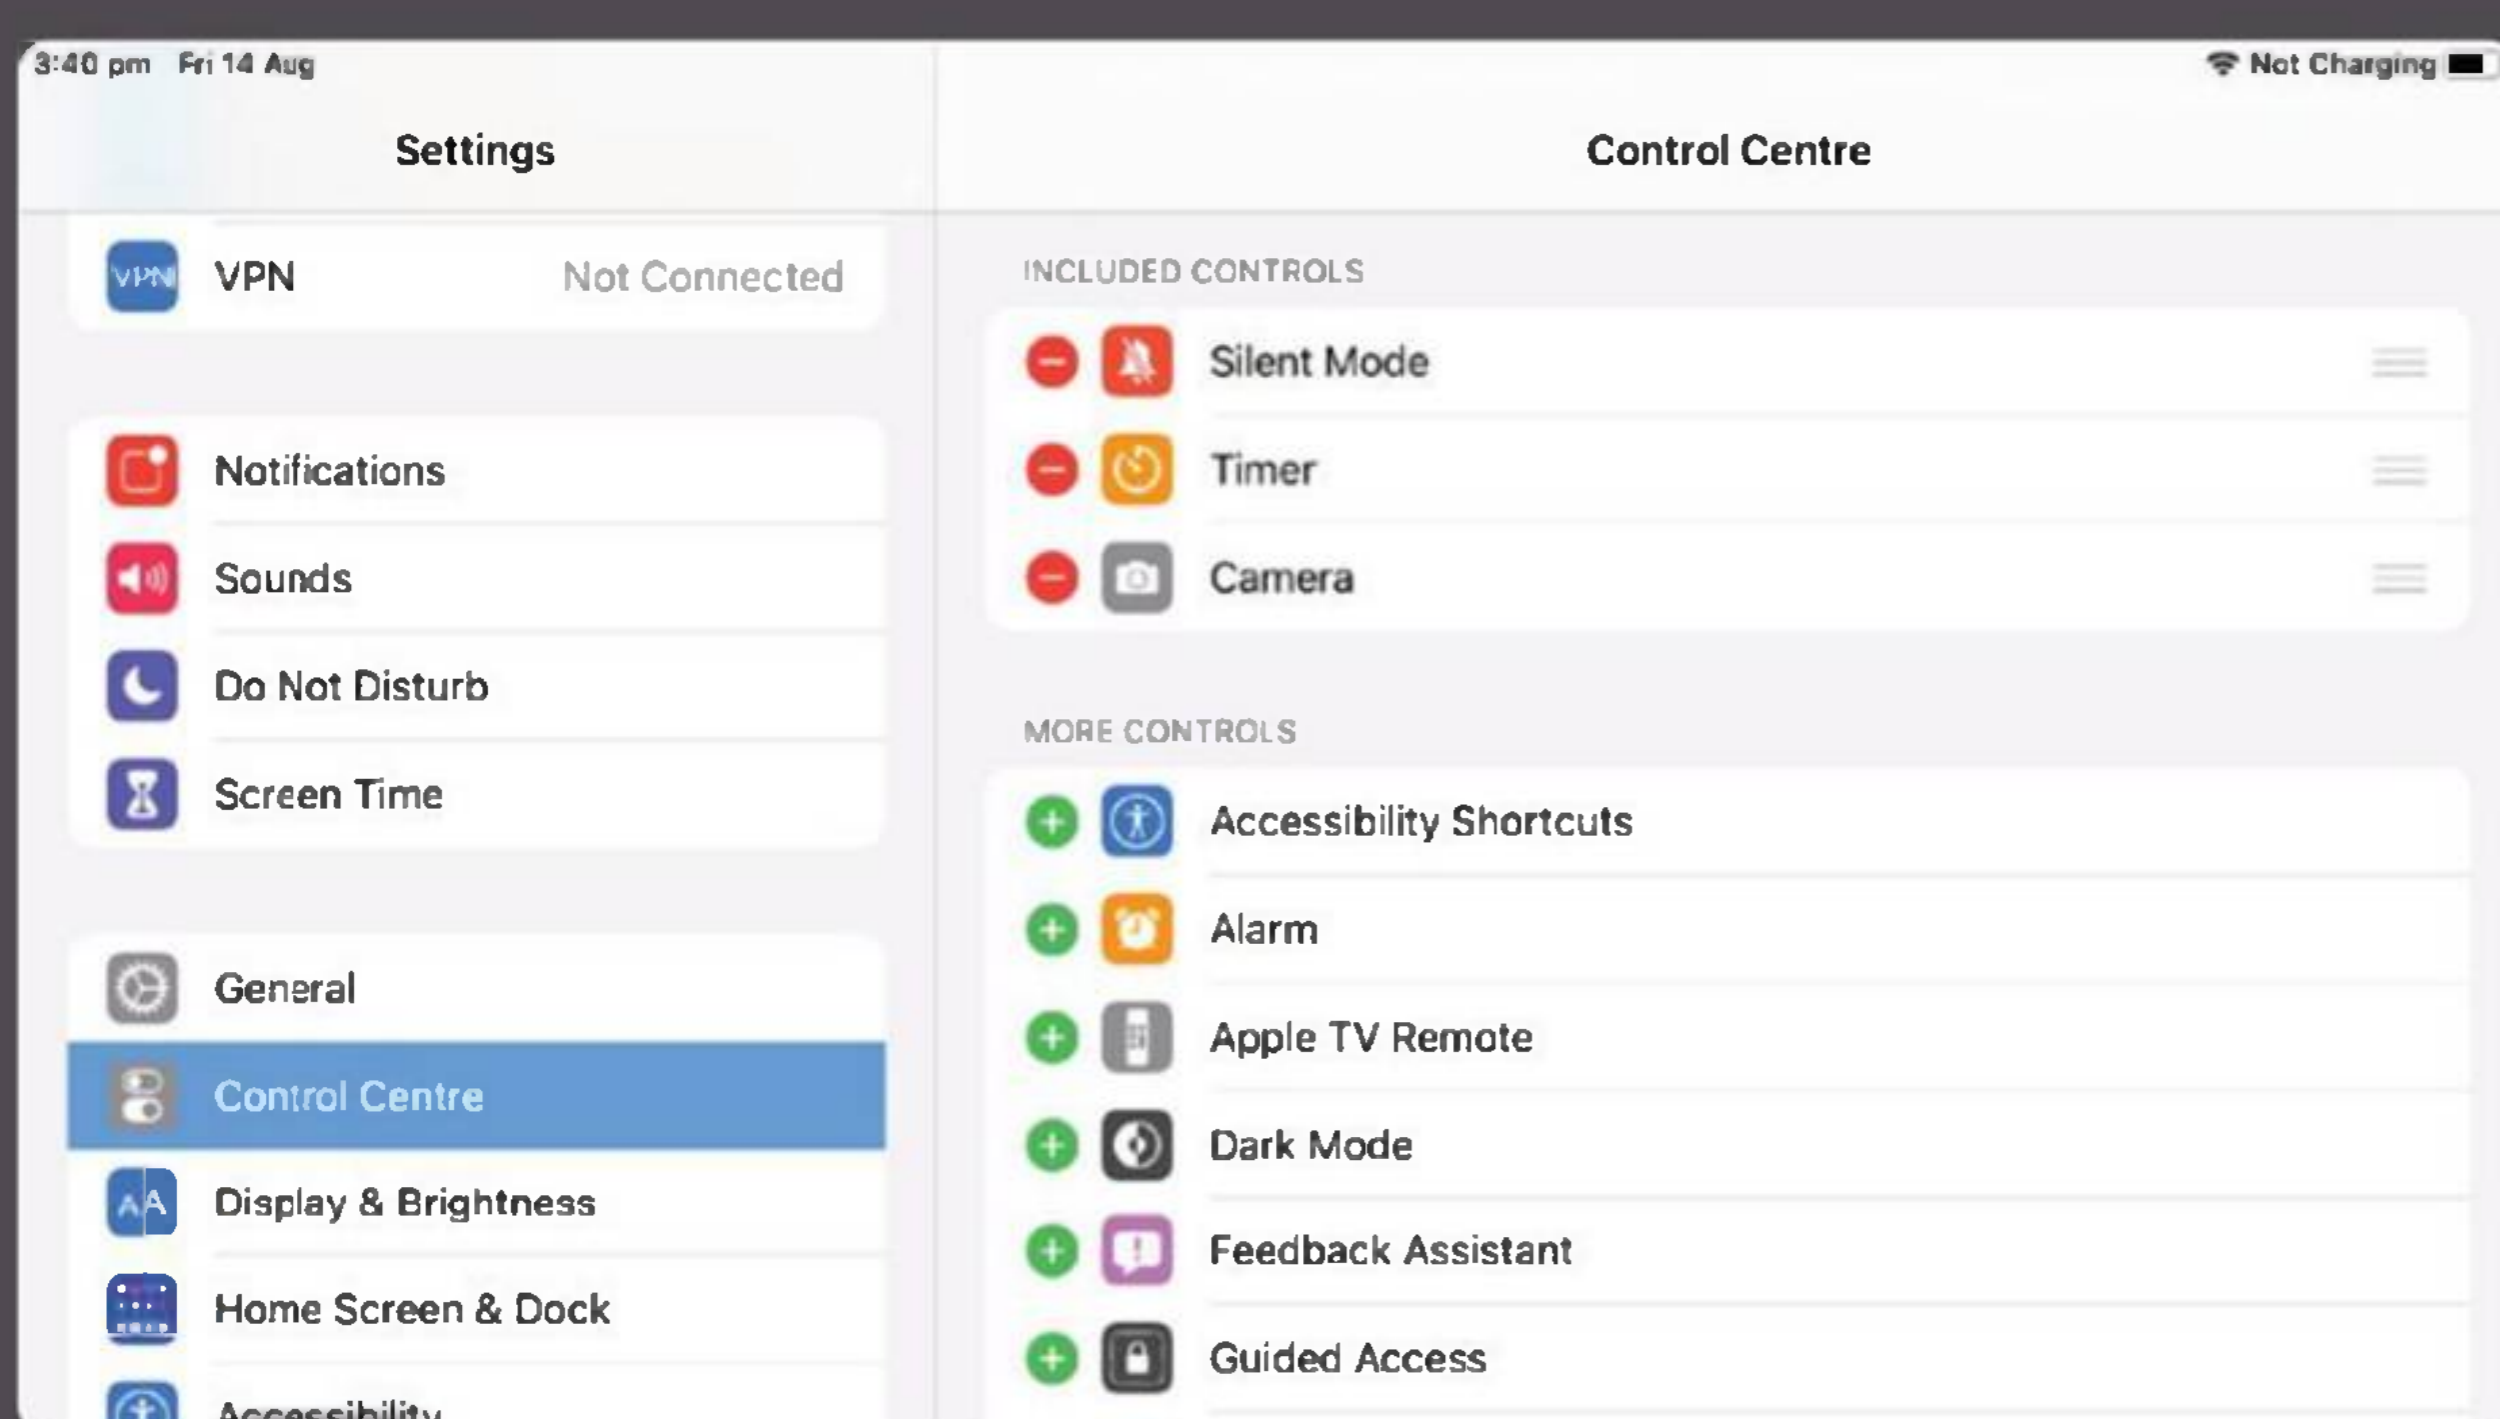 3:40 pm Fri 14 Aug
Not Charging
Settings
VPN VPN Not Connected
Notifications
Sounds
Do Not Disturb
Screen Time
General
Control Centre
AA Display & Brightness
Home Screen & Dock
Accessibility
Control Centre
INCLUDED CONTROLS
Silent Mode
Timer
Camera
MORE CONTROLS
Accessibility Shortcuts
Alarm
Apple TV Remote
Dark Mode
Feedback Assistant
Guided Access